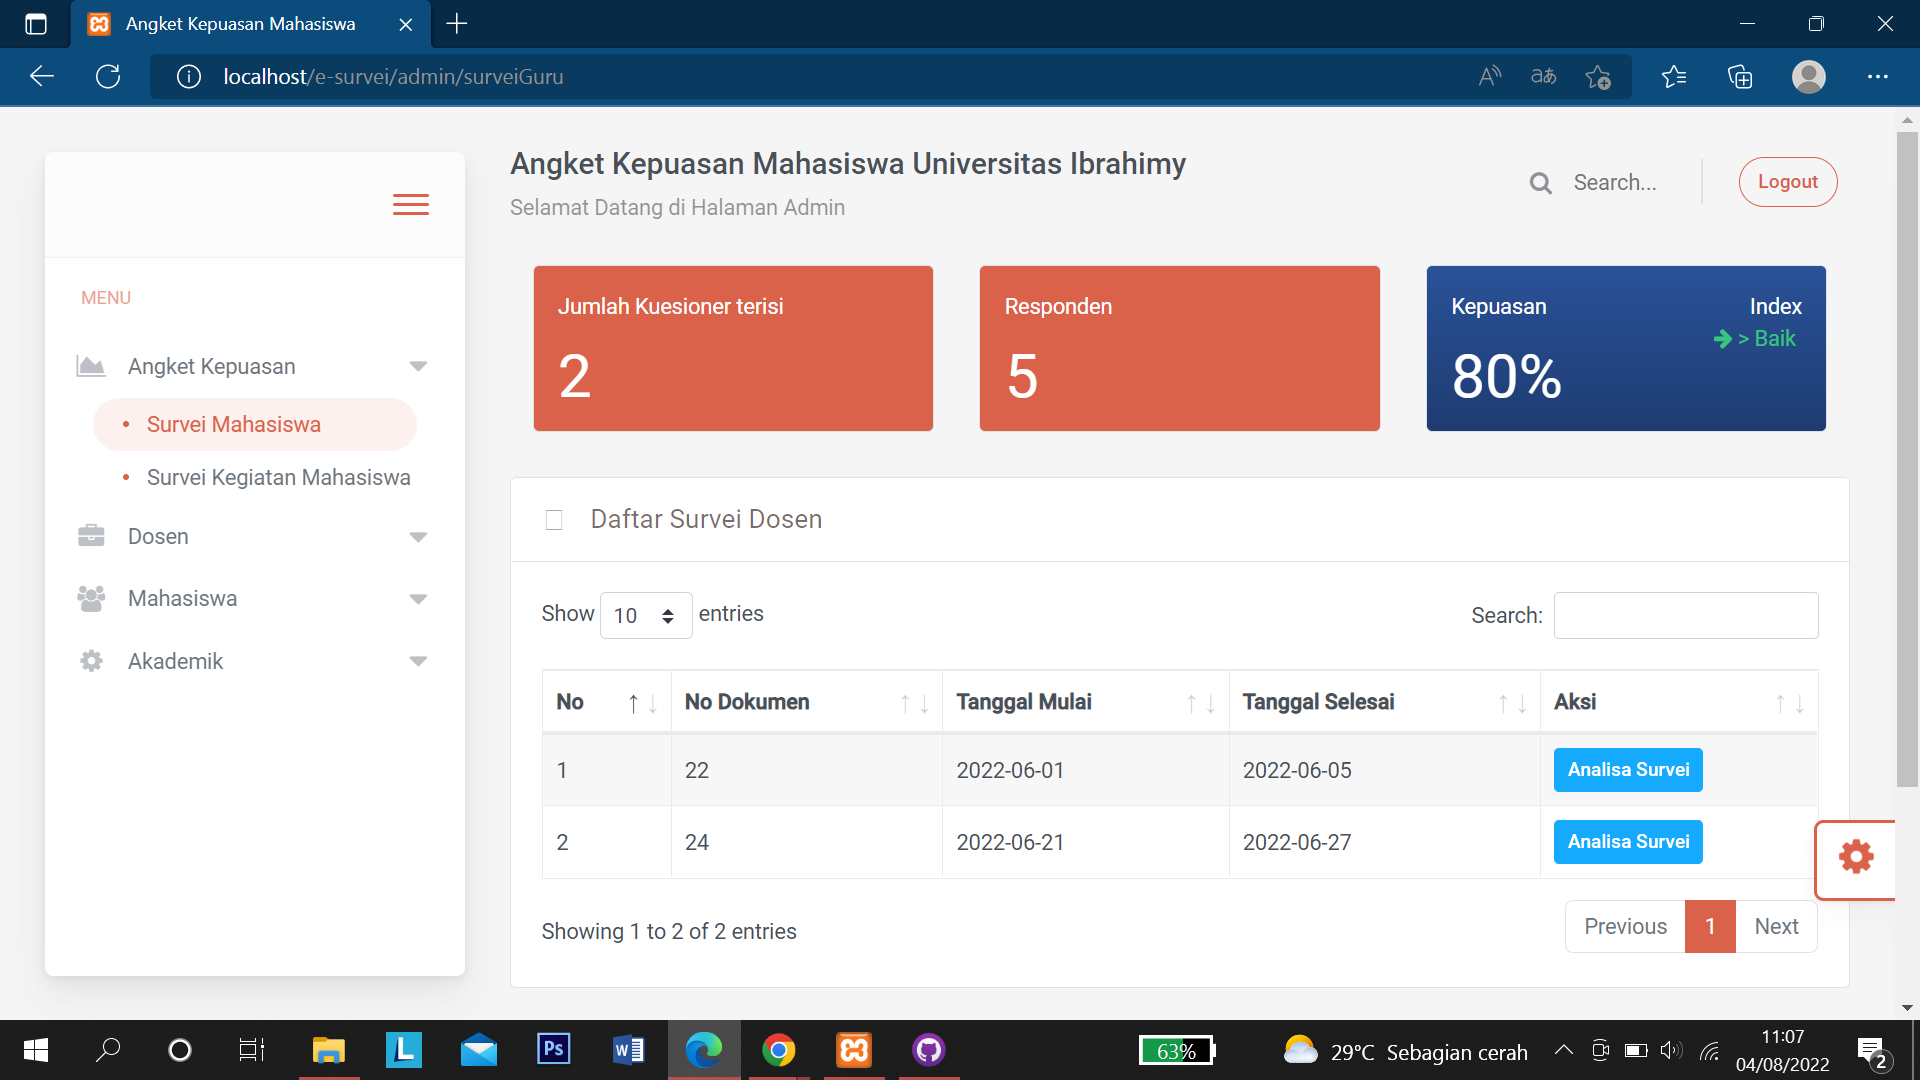 Angket Kepuasan Mahasiswa
localhost/e-survei/admin/surveiGuru
Angket Kepuasan Mahasiswa Universitas Ibrahimy
Selamat Datang di Halaman Admin
Search...
Logout
MENU
Angket Kepuasan
Survei Mahasiswa
Survei Kegiatan Mahasiswa
Dosen
Mahasiswa
Akademik
Jumlah Kuesioner terisi
2
Responden
5
Kepuasan Index
> Baik
80%
Daftar Survei Dosen
Show 10 entries
Search:
No No Dokumen Tanggal Mulai Tanggal Selesai Aksi
1 22 2022-06-01 2022-06-05 Analisa Survei
2 24 2022-06-21 2022-06-27 Analisa Survei
Showing 1 to 2 of 2 entries
Previous 1 Next
L
Ps
W
63%
29°C Sebagian cerah
11:07
04/08/2022
2